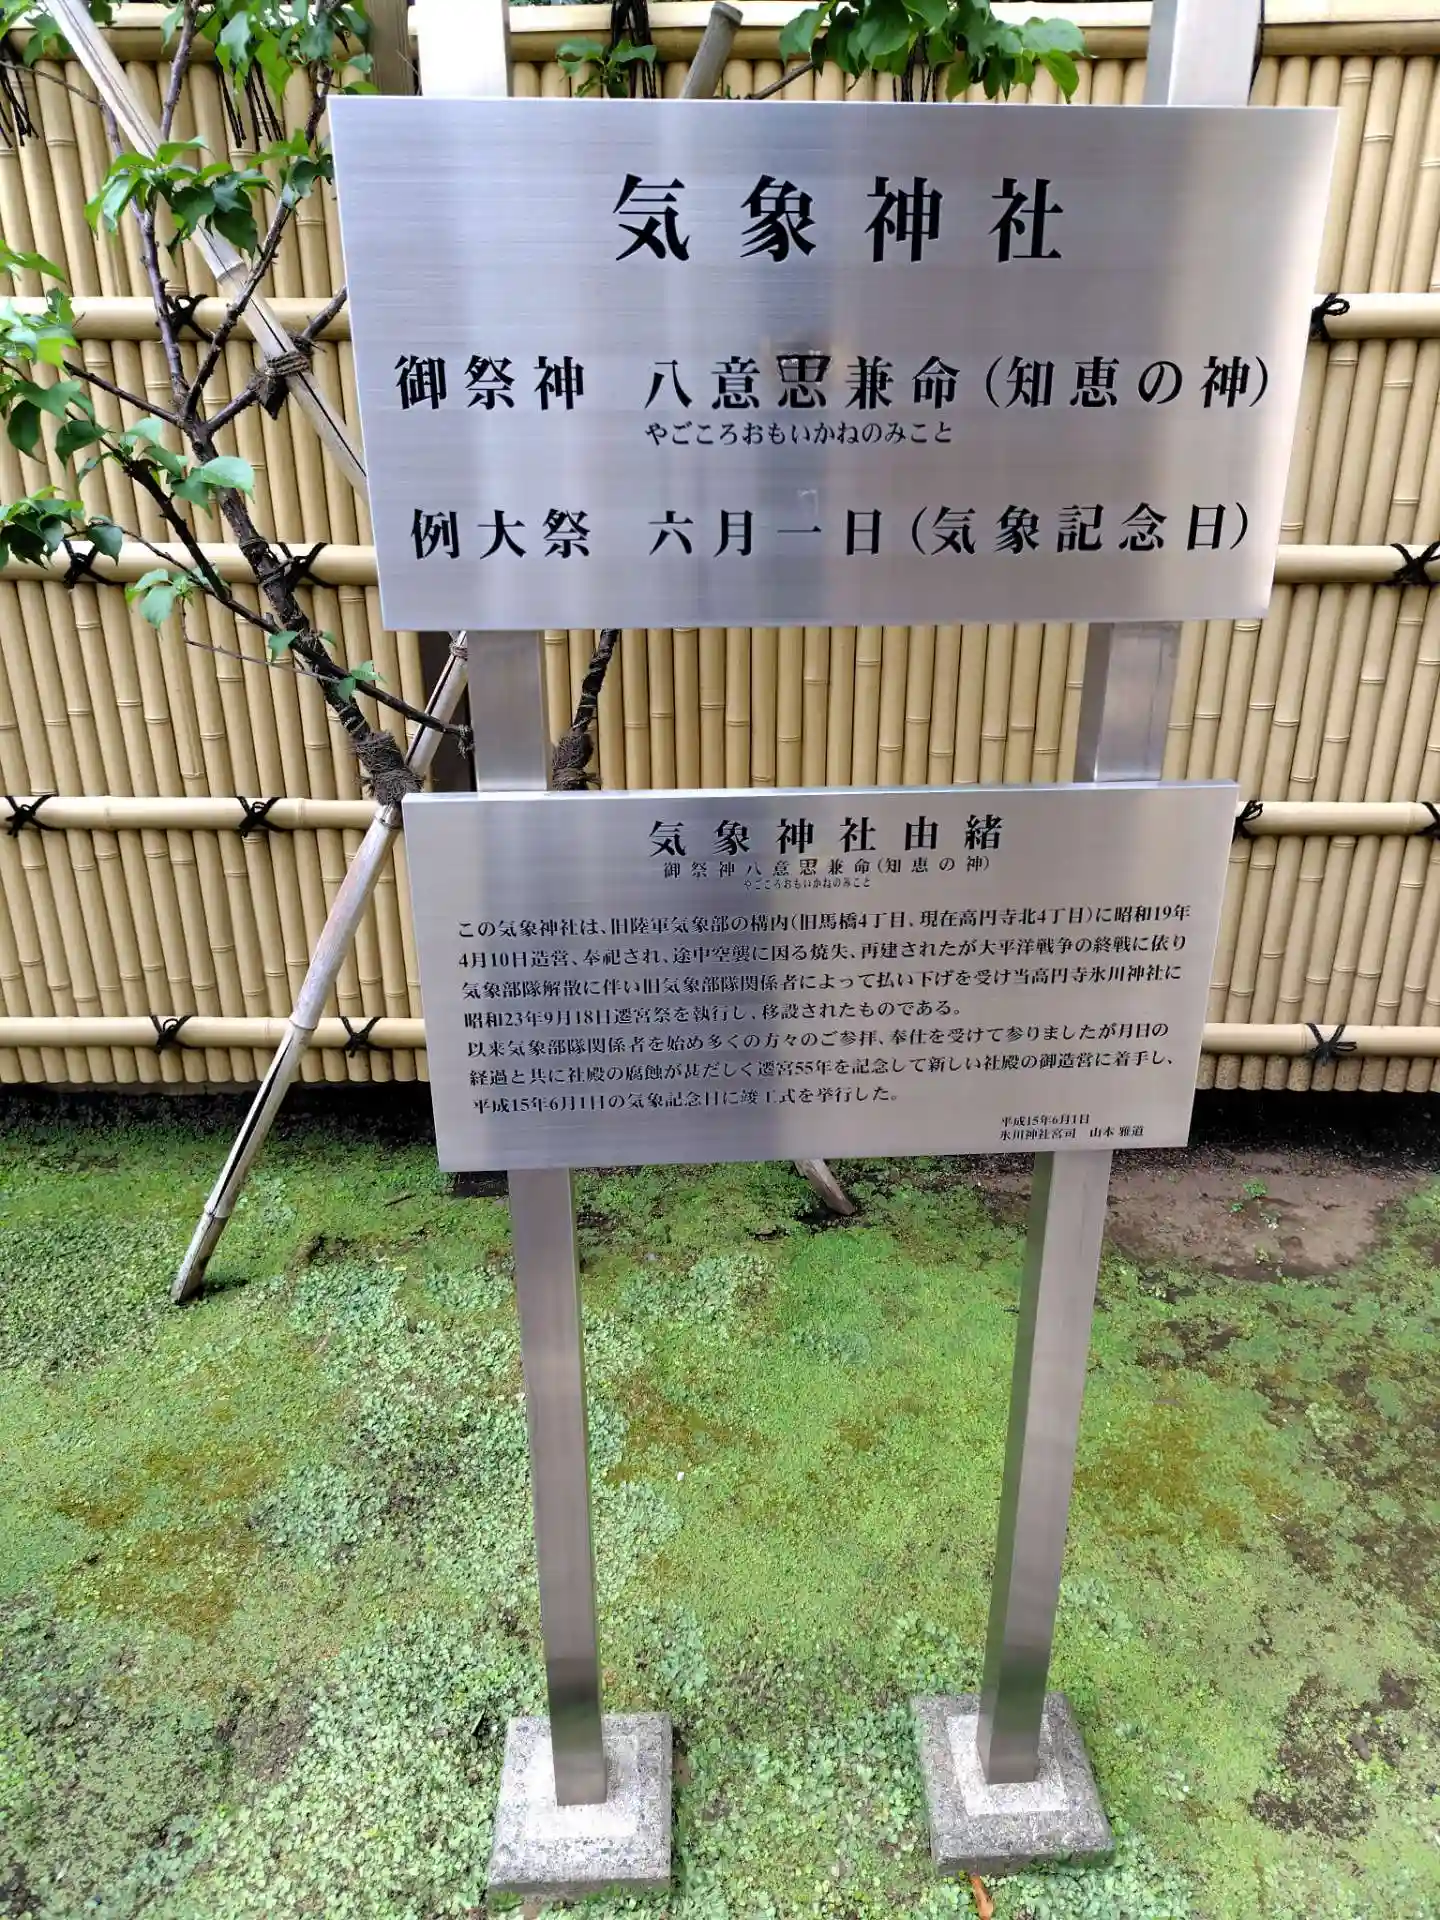 気象神社
御祭神 八意思兼命(知恵の神)
やごころおもいかねのみこと
例大祭 六月一日(気象記念日)
気象神社由緒
御祭神八意思兼命(知恵の神)
やごころおもいかねのみこと
この気象神社は、旧陸軍気象部の構内(旧馬橋4丁目、現在高円寺北4丁目)に昭和19年
4月10日造営、奉祀され、途中空襲に因る焼失、再建されたが大平洋戦争の終戦に依り
気象部隊解散に伴い旧気象部隊関係者によって払い下げを受け当高円寺氷川神社に
昭和23年9月18日遷宮祭を執行し、移設されたものである。
以来気象部隊関係者を始め多くの方々のご参拝、奉仕を受けて参りましたが月日の
経過と共に社殿の腐蝕が甚だしく遷宮55年を記念して新しい社殿の御造営に着手し、
平成15年6月1日の気象記念日に竣工式を挙行した。
平成15年6月1日
氷川神社宮司 山本 雅道